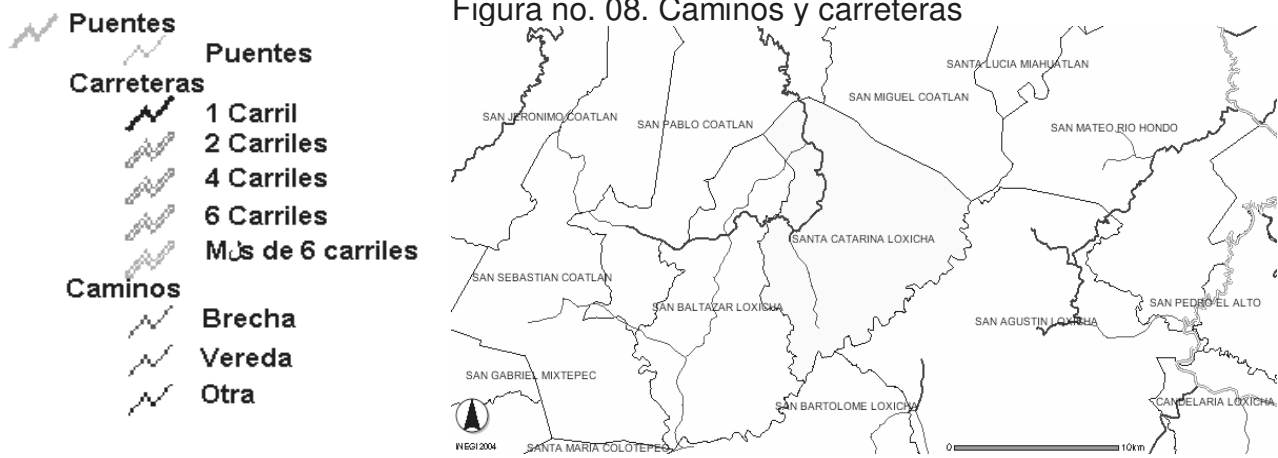 Figura no. 08. Caminos y carreteras
Puentes
Puentes
Carreteras
1 Carril
2 Carriles
4 Carriles
6 Carriles
Más de 6 carriles
Caminos
Brecha
Vereda
Otra
SANTA LUCIA MIAHUATLAN
SAN MIGUEL COATLAN
SAN JERONIMO COATLAN
SAN PABLO COATLAN
SAN MATEO RIO HONDO
SANTA CATARINA LOXICHA
SAN SEBASTIAN COATLAN
SAN BALTAZAR LOXICHA
SAN PEDRO EL ALTO
SAN AGUSTIN LOXICHA
SAN GABRIEL MIXTEPEC
SAN BARTOLOME LOXICHA
CANDELARIA LOXICHA
INEGI 2004
SANTA MARIA COLOTEPEC
0 10km